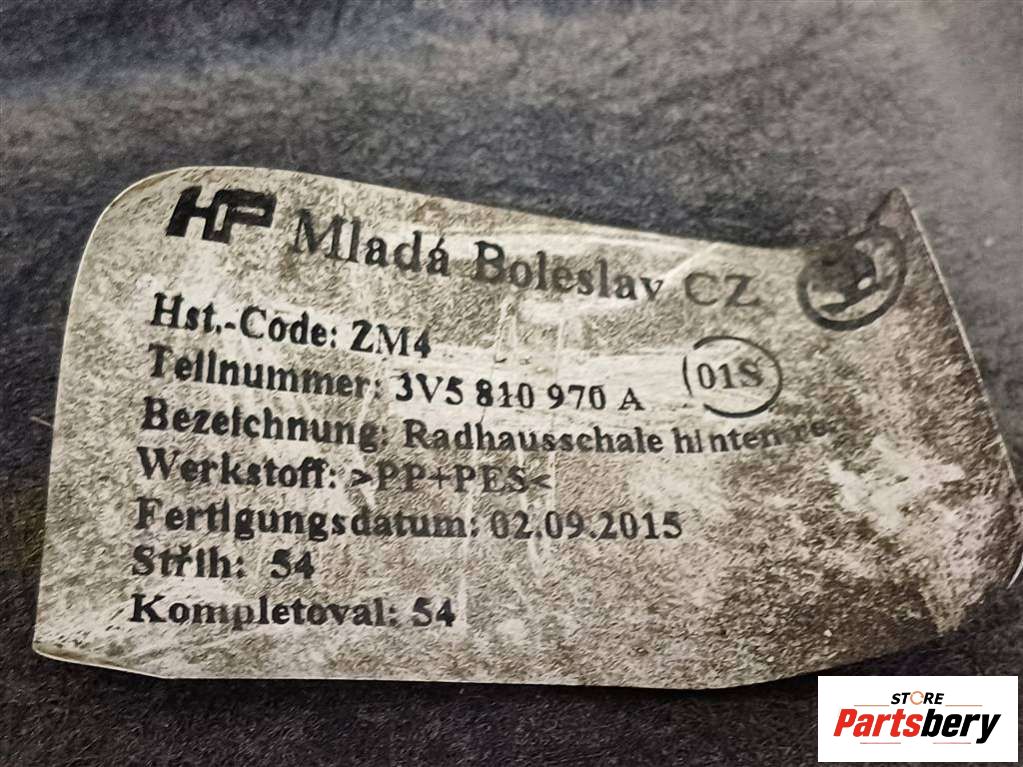 HP Mladá Boleslav CZ
Hst.-Code: ZM4
Teilnummer: 3V5 810 970 A 01S
Bezeichnung: Radhausschale hinten re.
Werkstoff: >PP+PES<
Fertigungsdatum: 02.09.2015
Střih: 54
Kompletoval: 54
STORE
Partsbery